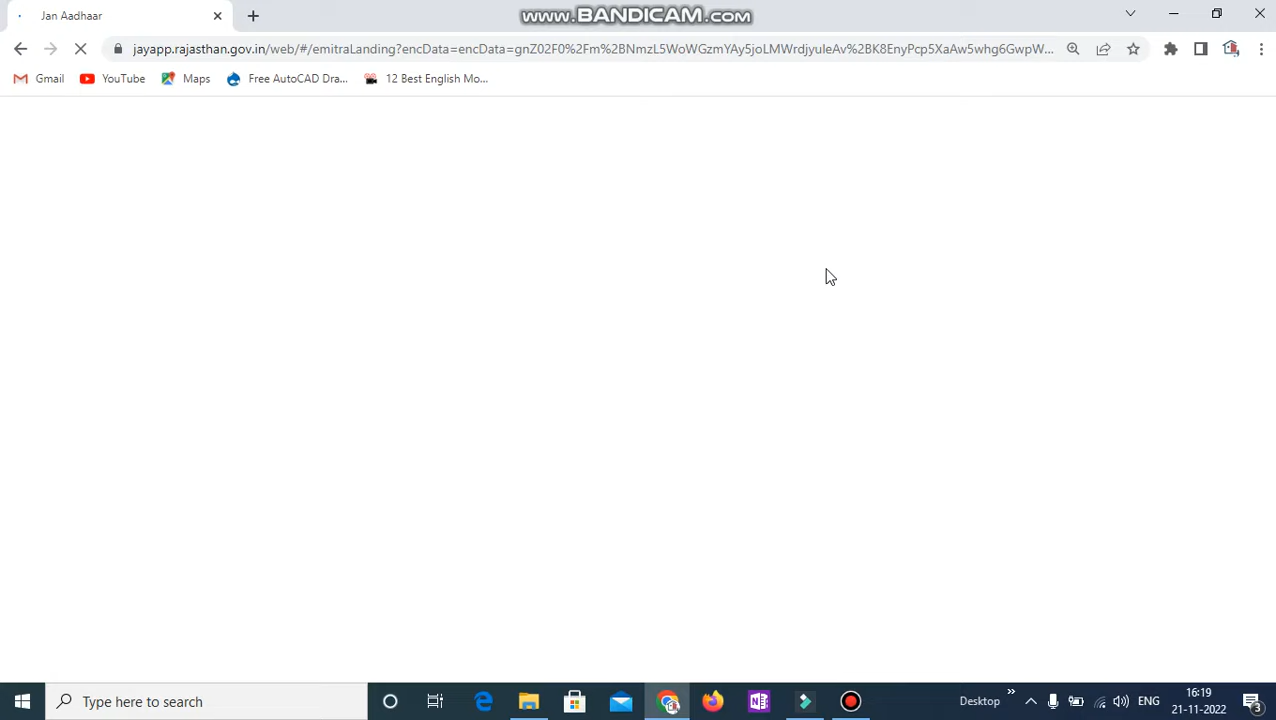 Jan Aadhaar
www.BANDICAM.com
jayapp.rajasthan.gov.in/web/#/emitraLanding?encData=encData=gnZ02F0%2Fm%2BNmzL5WoWGzmYAy5joLMWrdjyuleAv%2BK8EnyPcp5XaAw5whg6GwpW...
Gmail
YouTube
Maps
Free AutoCAD Dra...
12 Best English Mo...
Type here to search
Desktop
»
ENG
16:19
21-11-2022
3